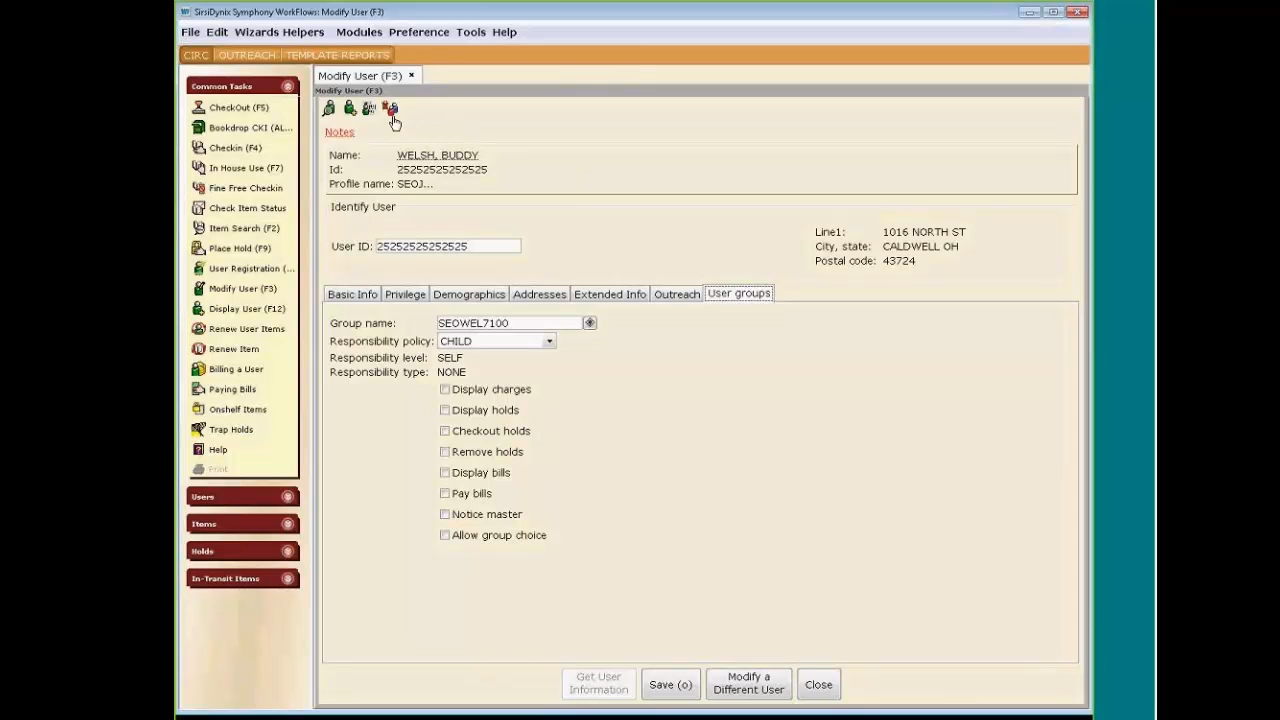 SirsiDynix Symphony WorkFlows: Modify User (F3)
File Edit Wizards Helpers Modules Preference Tools Help
CIRC OUTREACH TEMPLATE REPORTS
Common Tasks
CheckOut (F5)
Bookdrop CKI (AL...
Checkin (F4)
In House Use (F7)
Fine Free Checkin
Check Item Status
Item Search (F2)
Place Hold (F9)
User Registration (...
Modify User (F3)
Display User (F12)
Renew User Items
Renew Item
Billing a User
Paying Bills
Onshelf Items
Trap Holds
Help
Print
Users
Items
Holds
In-Transit Items
Modify User (F3)
Modify User (F3)
Notes
Name: WELSH, BUDDY
Id: 25252525252525
Profile name: SEOJ...
Identify User
User ID: 25252525252525
Line1: 1016 NORTH ST
City, state: CALDWELL OH
Postal code: 43724
Basic Info Privilege Demographics Addresses Extended Info Outreach User groups
Group name: SEOWEL7100
Responsibility policy: CHILD
Responsibility level: SELF
Responsibility type: NONE
Display charges
Display holds
Checkout holds
Remove holds
Display bills
Pay bills
Notice master
Allow group choice
Get User Information
Save (o)
Modify a Different User
Close